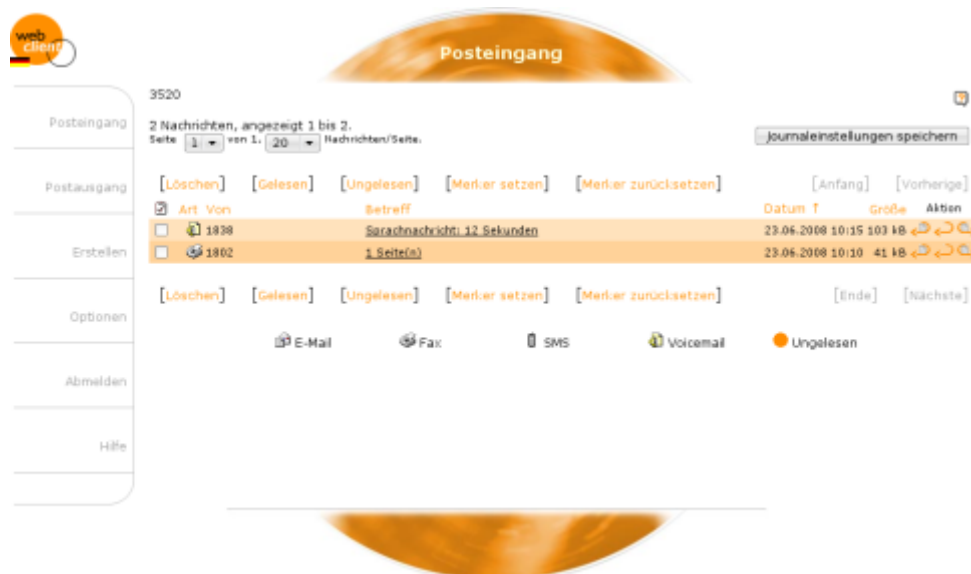 web
client
Posteingang
3520
Posteingang
2 Nachrichten, angezeigt 1 bis 2.
Seite 1 von 1. 20 Nachrichten/Seite.
Journaleinstellungen speichern
Postausgang
[Löschen] [Gelesen] [Ungelesen] [Merker setzen] [Merker zurücksetzen] [Anfang] [Vorherige]
Art Von Betreff Datum ↑ Größe Aktion
1838 Sprachnachricht: 12 Sekunden 23.06.2008 10:15 103 kB
Erstellen
1802 1 Seite(n) 23.06.2008 10:10 41 kB
[Löschen] [Gelesen] [Ungelesen] [Merker setzen] [Merker zurücksetzen] [Ende] [Nächste]
Optionen
E-Mail Fax SMS Voicemail Ungelesen
Abmelden
Hilfe